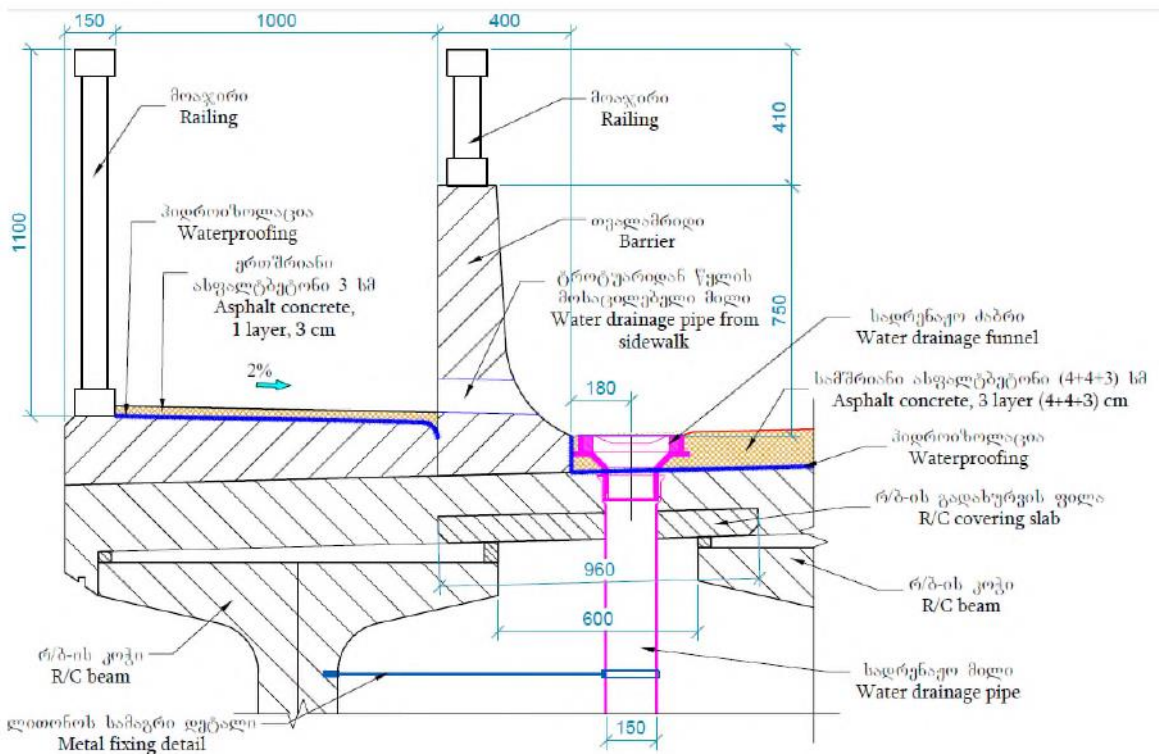 150
1000
400
მოაჯირი
Railing
მოაჯირი
Railing
410
1100
ჰიდროიზოლაცია
Waterproofing
თვალამრიდი
Barrier
ერთშრიანი
ასფალტბეტონი 3 სმ
Asphalt concrete,
1 layer, 3 cm
ტროტუარიდან წყლის
მოსაცილებელი მილი
Water drainage pipe from
sidewalk
750
სადრენაჟო ძაბრი
Water drainage funnel
2%
180
სამშრიანი ასფალტბეტონი (4+4+3) სმ
Asphalt concrete, 3 layer (4+4+3) cm
ჰიდროიზოლაცია
Waterproofing
რ/ბ-ის გადახურვის ფილა
R/C covering slab
960
რ/ბ-ის კოჭი
R/C beam
600
რ/ბ-ის კოჭი
R/C beam
სადრენაჟო მილი
Water drainage pipe
ლითონოს სამაგრი დეტალი
Metal fixing detail
150